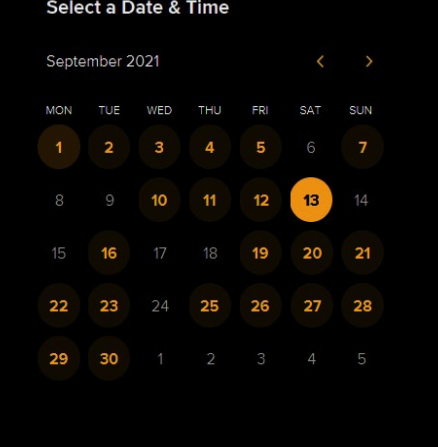 Select a Date & Time
September 2021
MON TUE WED THU FRI SAT SUN
1 2 3 4 5 6 7
8 9 10 11 12 13 14
15 16 17 18 19 20 21
22 23 24 25 26 27 28
29 30 1 2 3 4 5